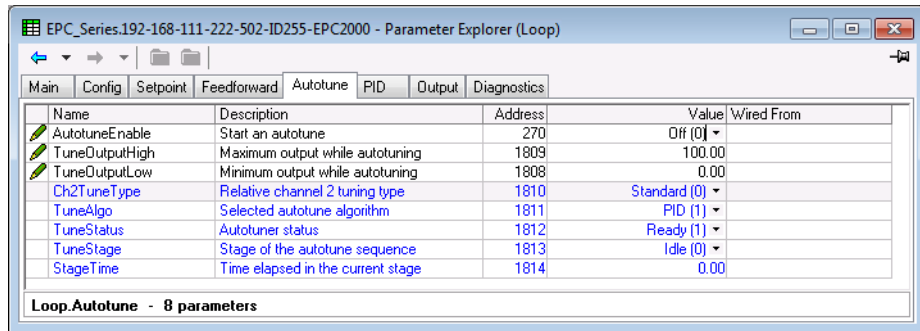 EPC_Series.192-168-111-222-502-ID255-EPC2000 - Parameter Explorer (Loop)
Main Config Setpoint Feedforward Autotune PID Output Diagnostics
Name Description Address Value Wired From
AutotuneEnable Start an autotune 270 Off (0)
TuneOutputHigh Maximum output while autotuning 1809 100.00
TuneOutputLow Minimum output while autotuning 1808 0.00
Ch2TuneType Relative channel 2 tuning type 1810 Standard (0)
TuneAlgo Selected autotune algorithm 1811 PID (1)
TuneStatus Autotuner status 1812 Ready (1)
TuneStage Stage of the autotune sequence 1813 Idle (0)
StageTime Time elapsed in the current stage 1814 0.00
Loop.Autotune - 8 parameters